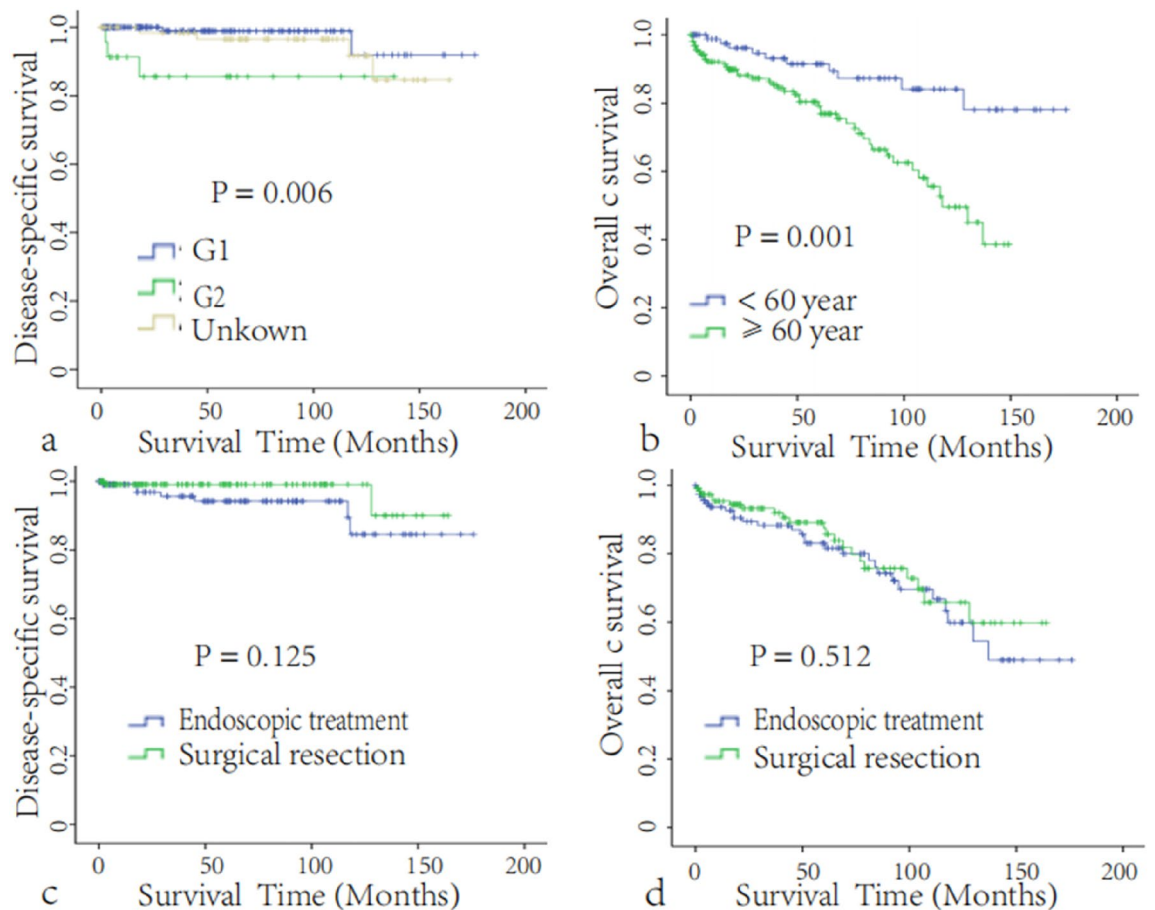 Disease-specific survival
1.0
0.8
0.6
0.4
0.2
0
P = 0.006
G1
G2
Unkown
0 50 100 150 200
a Survival Time (Months)
Overall c survival
1.0
0.8
0.6
0.4
0.2
0
P = 0.001
< 60 year
⩾ 60 year
0 50 100 150 200
b Survival Time (Months)
Disease-specific survival
1.0
0.8
0.6
0.4
0.2
0
P = 0.125
Endoscopic treatment
Surgical resection
0 50 100 150 200
c Survival Time (Months)
Overall c survival
1.0
0.8
0.6
0.4
0.2
0
P = 0.512
Endoscopic treatment
Surgical resection
0 50 100 150 200
d Survival Time (Months)